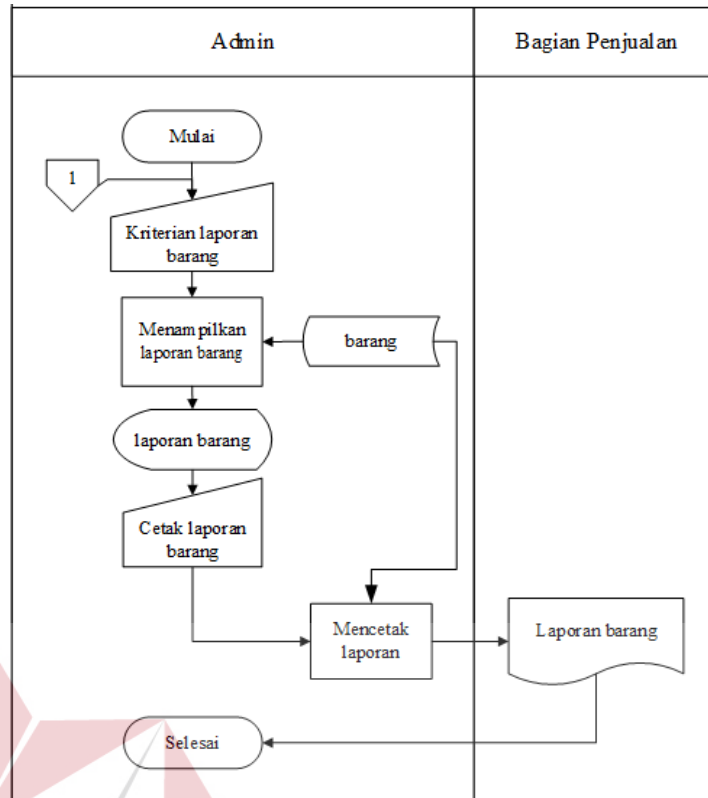 Admin
Bagian Penjualan
Mulai
1
Kriterian laporan
barang
Menampilkan
laporan barang
barang
laporan barang
Cetak laporan
barang
Mencetak
laporan
Laporan barang
Selesai